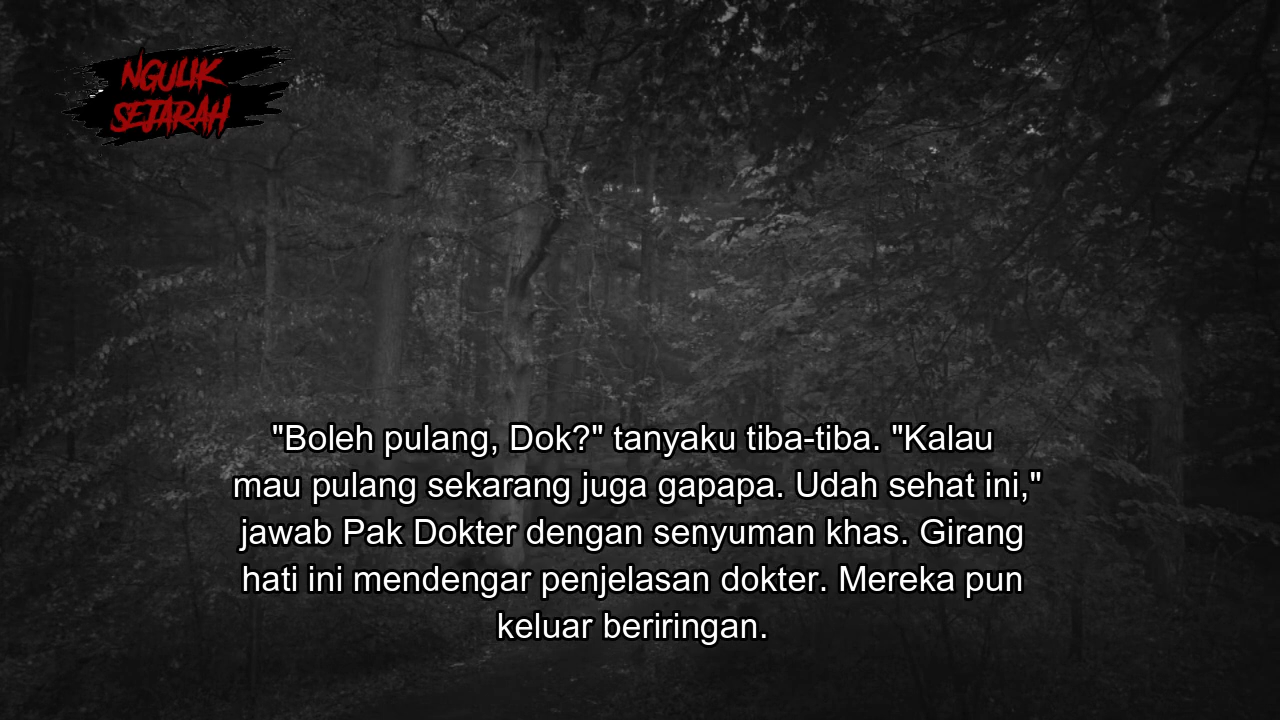 NGULIK
SEJARAH
"Boleh pulang, Dok?" tanyaku tiba-tiba. "Kalau
mau pulang sekarang juga gapapa. Udah sehat ini,"
jawab Pak Dokter dengan senyuman khas. Girang
hati ini mendengar penjelasan dokter. Mereka pun
keluar beriringan.